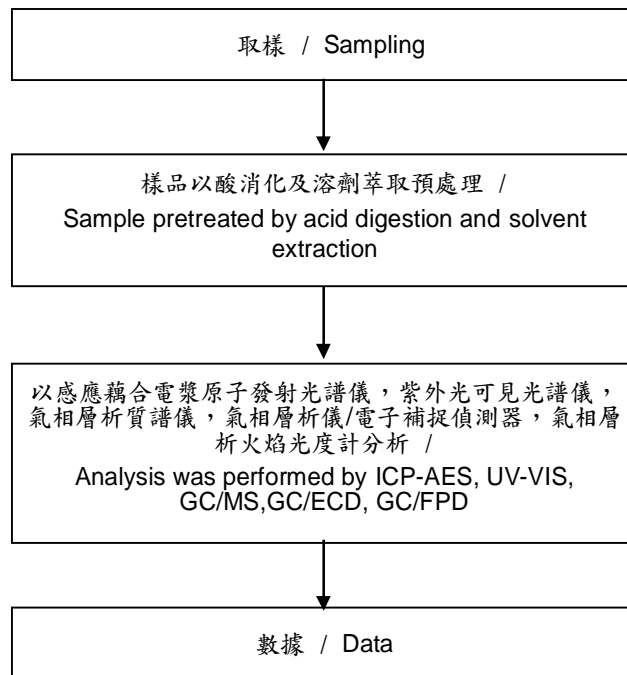 取樣 / Sampling
樣品以酸消化及溶劑萃取預處理 /
Sample pretreated by acid digestion and solvent
extraction
以感應藕合電漿原子發射光譜儀，紫外光可見光譜儀，
氣相層析質譜儀，氣相層析儀/電子補捉偵測器，氣相層
析火焰光度計分析 /
Analysis was performed by ICP-AES, UV-VIS,
GC/MS,GC/ECD, GC/FPD
數據 / Data